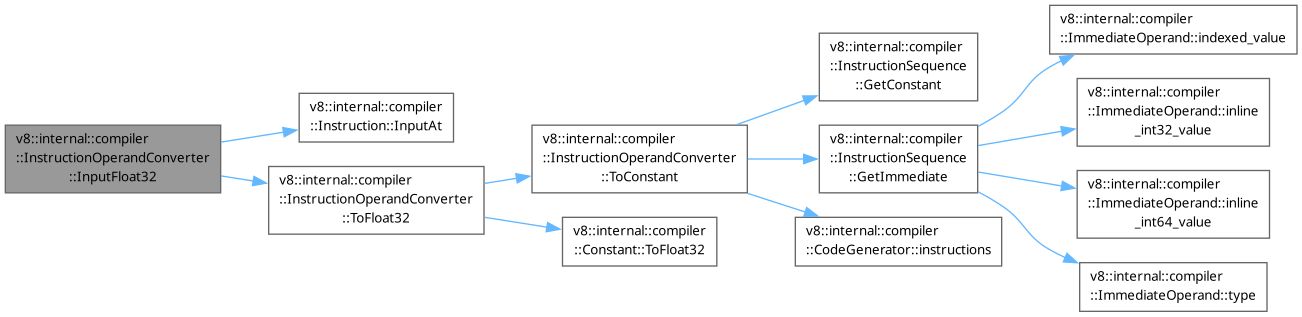 v8::internal::compiler
::InstructionOperandConverter
::InputFloat32
v8::internal::compiler
::Instruction::InputAt
v8::internal::compiler
::InstructionOperandConverter
::ToFloat32
v8::internal::compiler
::InstructionOperandConverter
::ToConstant
v8::internal::compiler
::Constant::ToFloat32
v8::internal::compiler
::InstructionSequence
::GetConstant
v8::internal::compiler
::InstructionSequence
::GetImmediate
v8::internal::compiler
::CodeGenerator::instructions
v8::internal::compiler
::ImmediateOperand::indexed_value
v8::internal::compiler
::ImmediateOperand::inline
_int32_value
v8::internal::compiler
::ImmediateOperand::inline
_int64_value
v8::internal::compiler
::ImmediateOperand::type